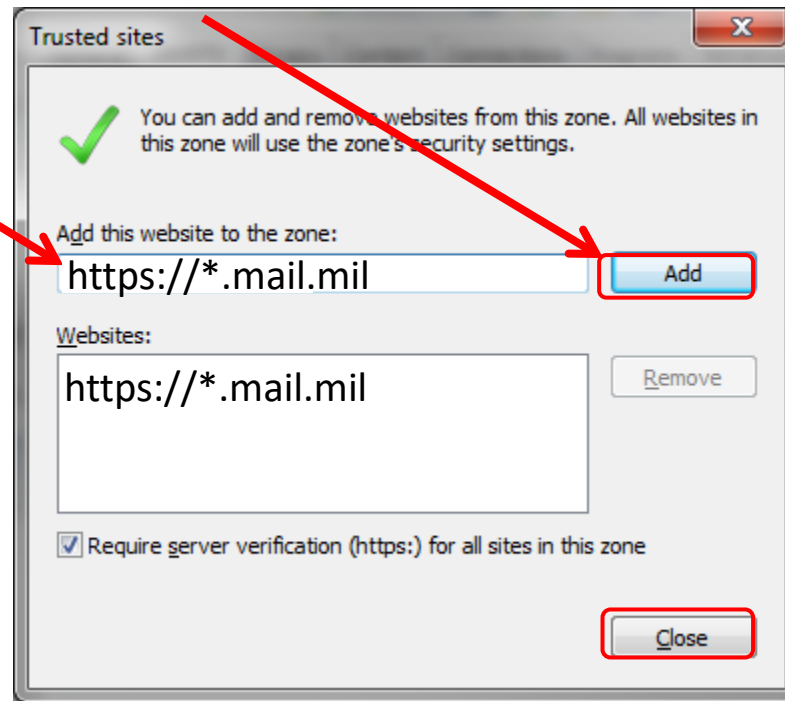 Trusted sites
You can add and remove websites from this zone. All websites in
this zone will use the zone's security settings.
Add this website to the zone:
https://*.mail.mil
Add
Websites:
https://*.mail.mil
Remove
Require server verification (https:) for all sites in this zone
Close